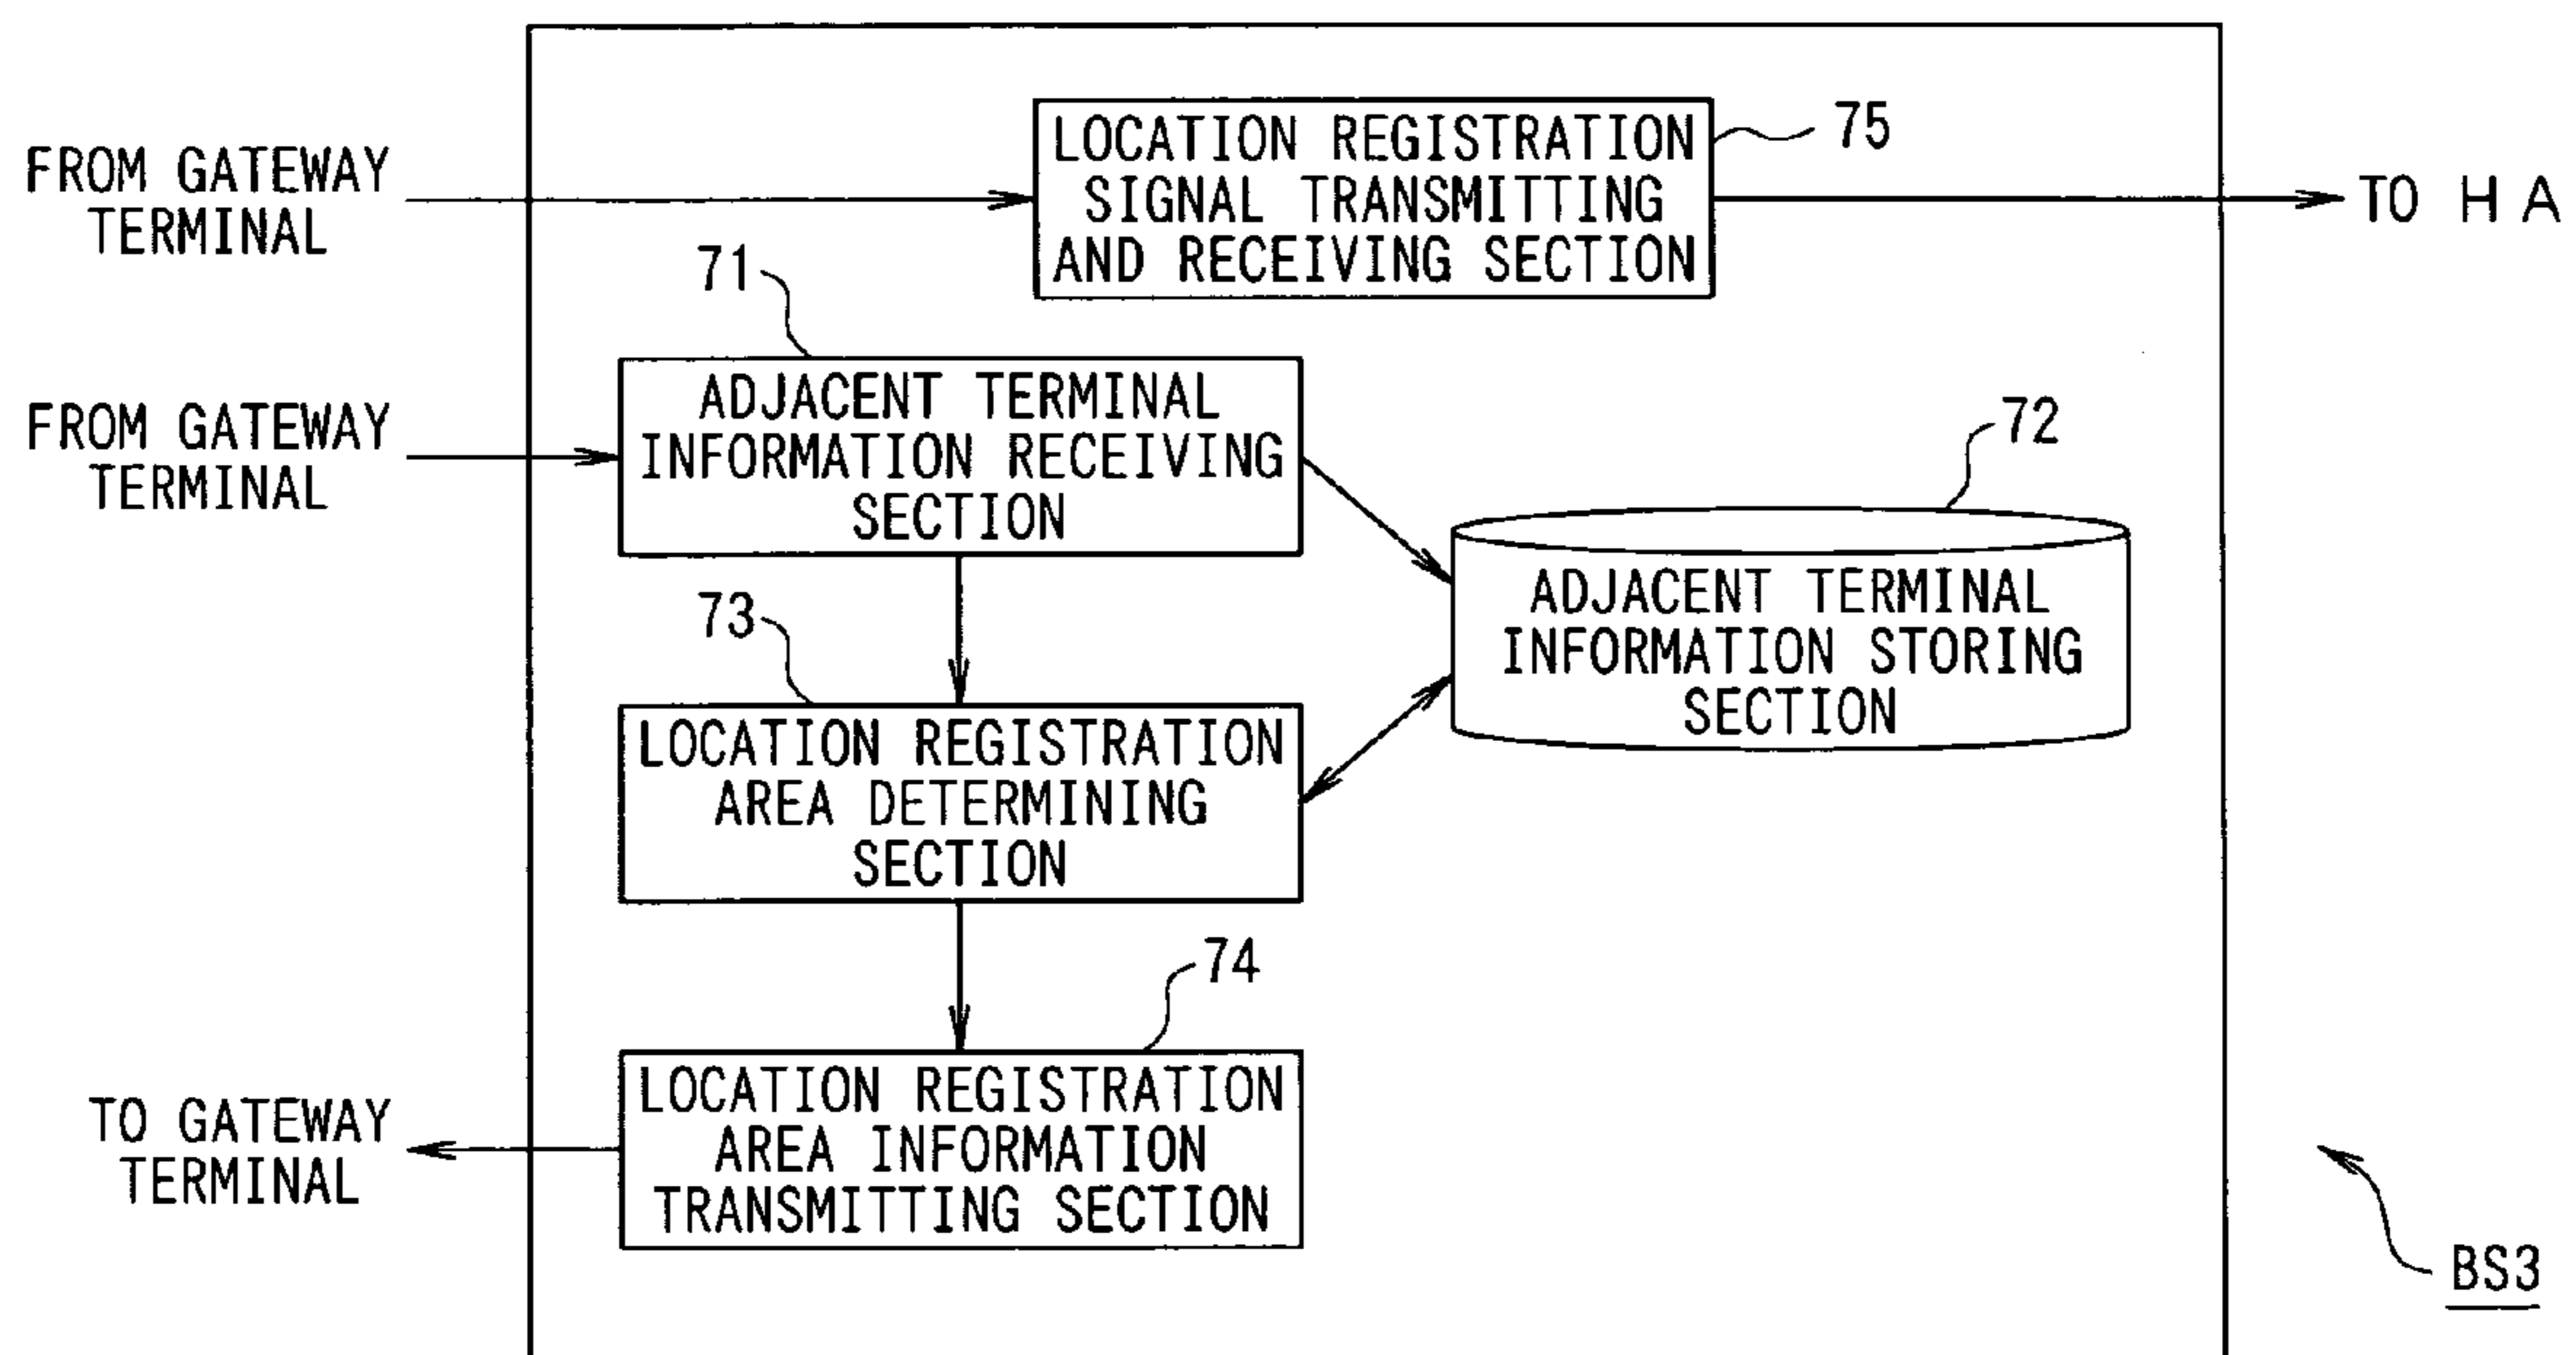 FROM GATEWAY
TERMINAL
LOCATION REGISTRATION
SIGNAL TRANSMITTING
AND RECEIVING SECTION
75
TO HA
71
FROM GATEWAY
TERMINAL
ADJACENT TERMINAL
INFORMATION RECEIVING
SECTION
72
ADJACENT TERMINAL
INFORMATION STORING
SECTION
73
LOCATION REGISTRATION
AREA DETERMINING
SECTION
74
TO GATEWAY
TERMINAL
LOCATION REGISTRATION
AREA INFORMATION
TRANSMITTING SECTION
BS3